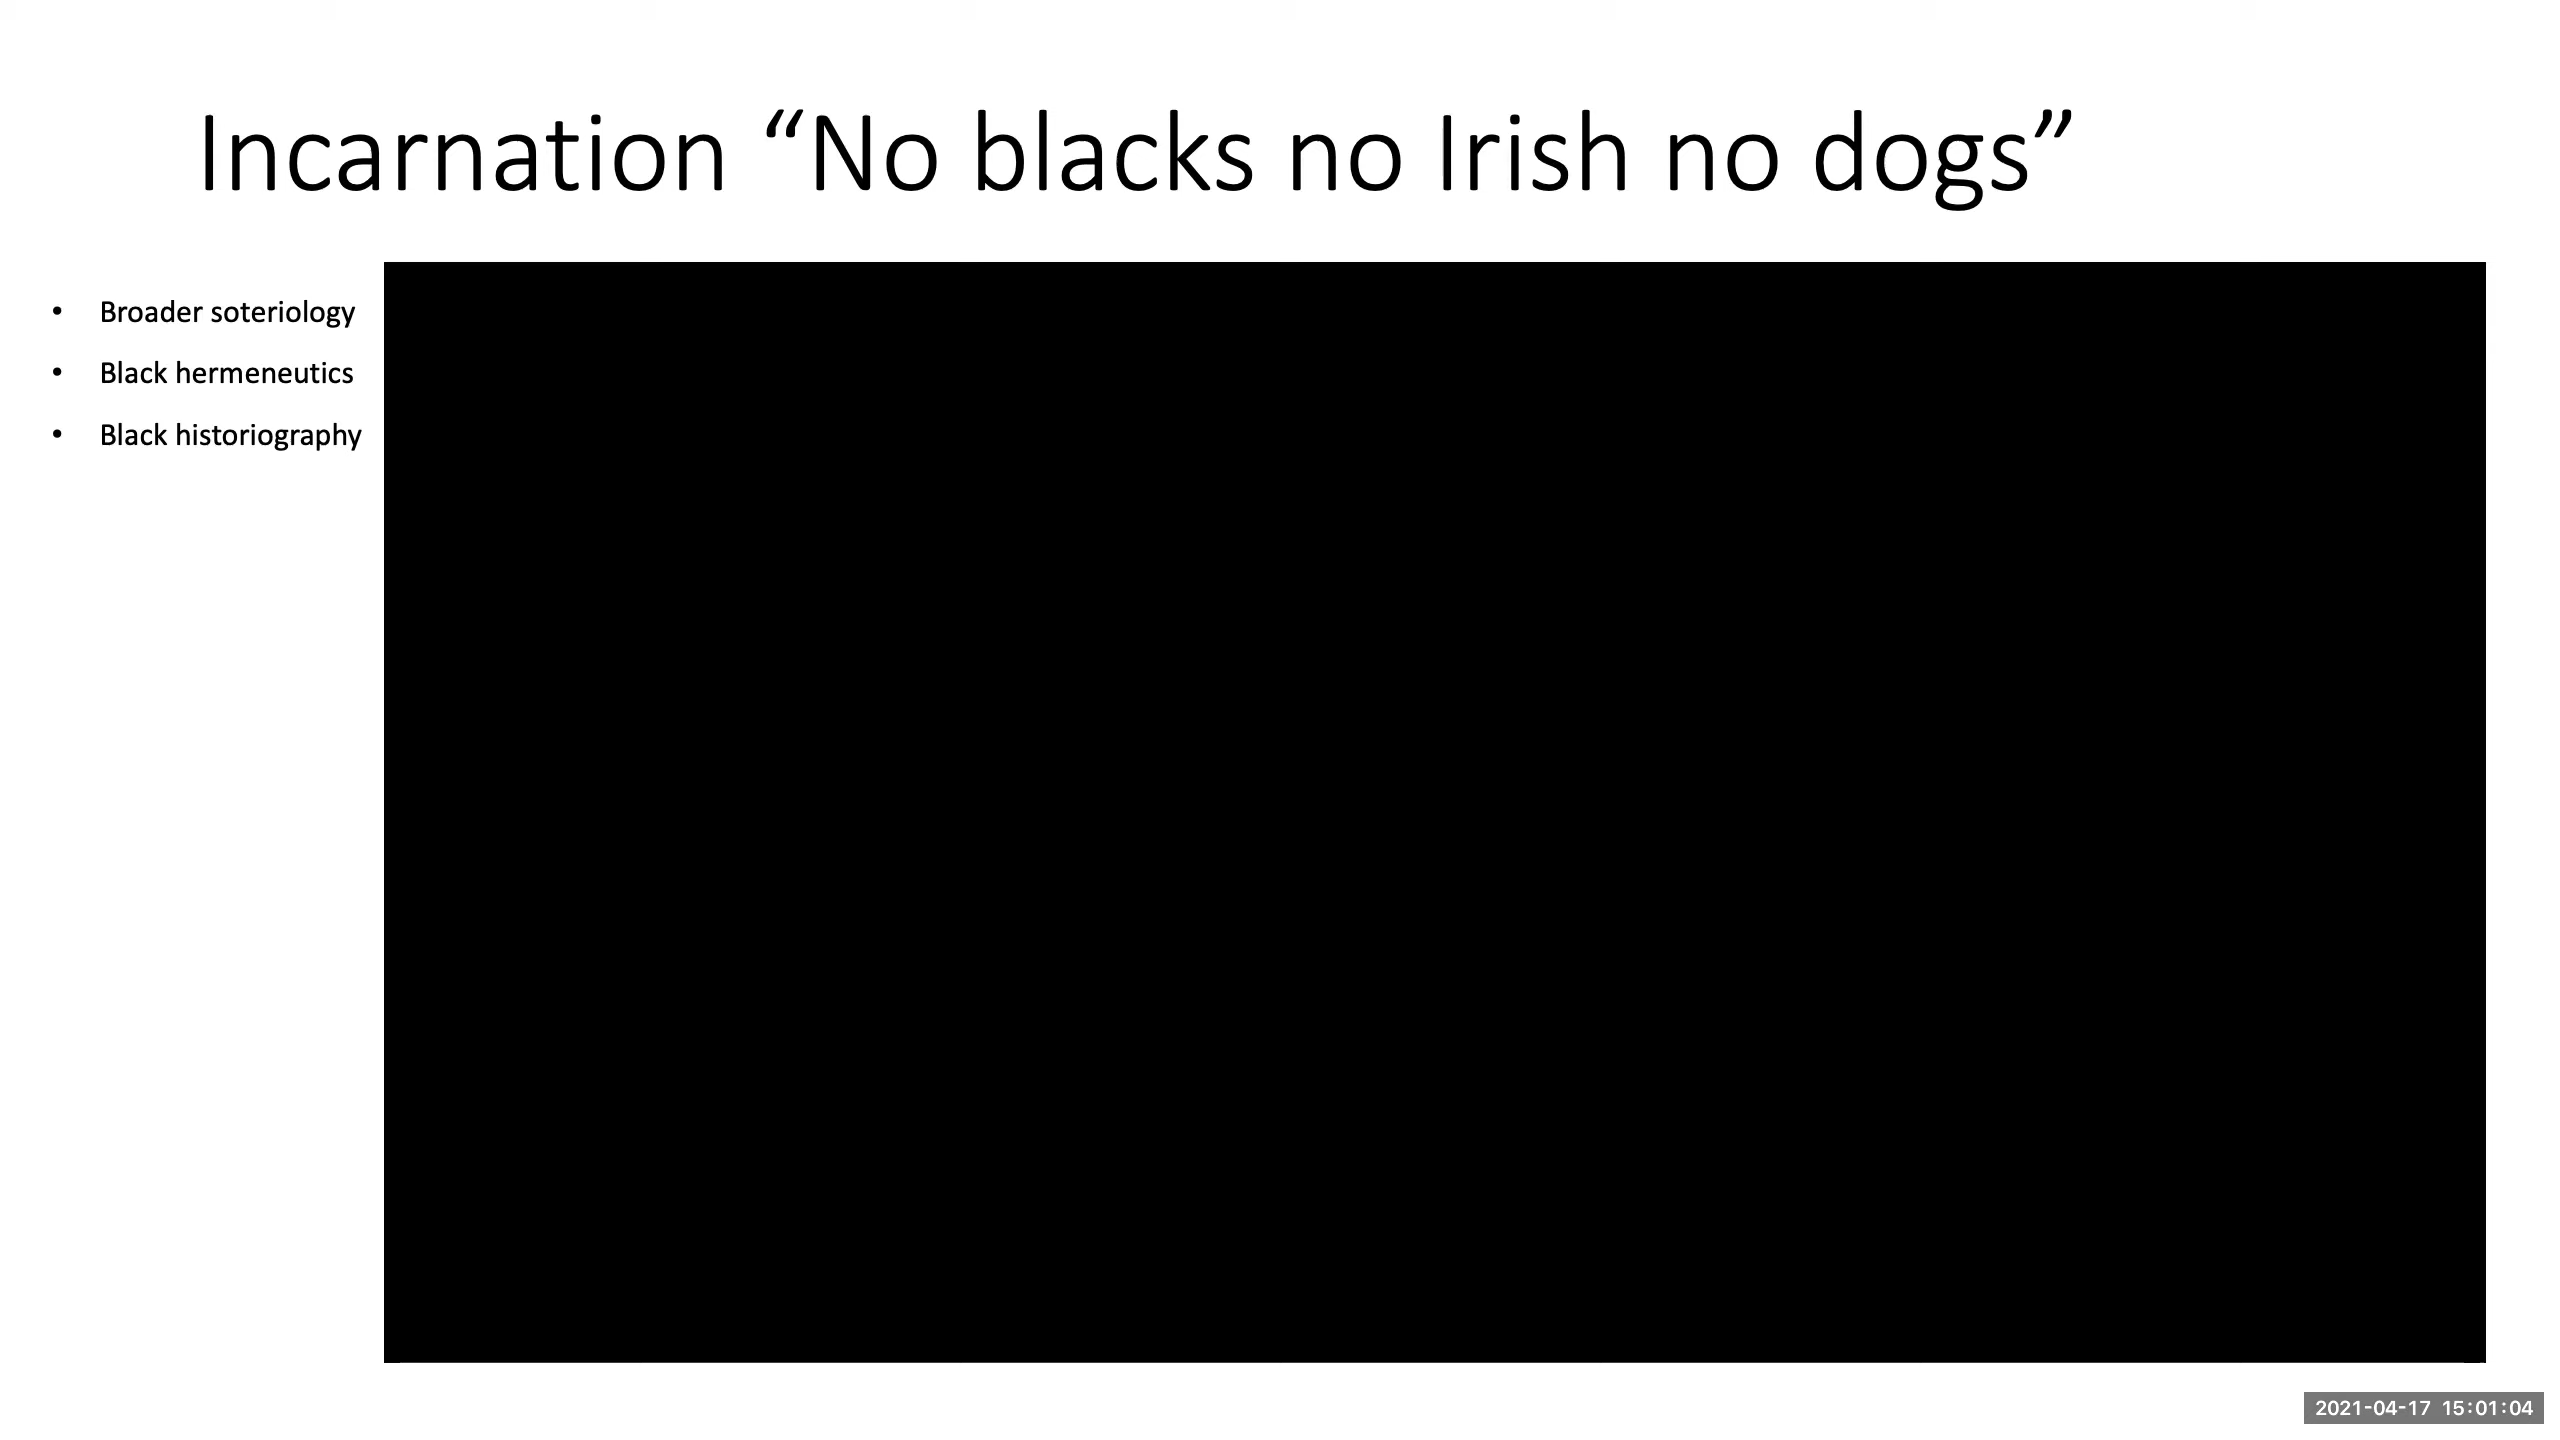 Incarnation “No blacks no Irish no dogs”
• Broader soteriology
• Black hermeneutics
• Black historiography
2021-04-17 15:01:04